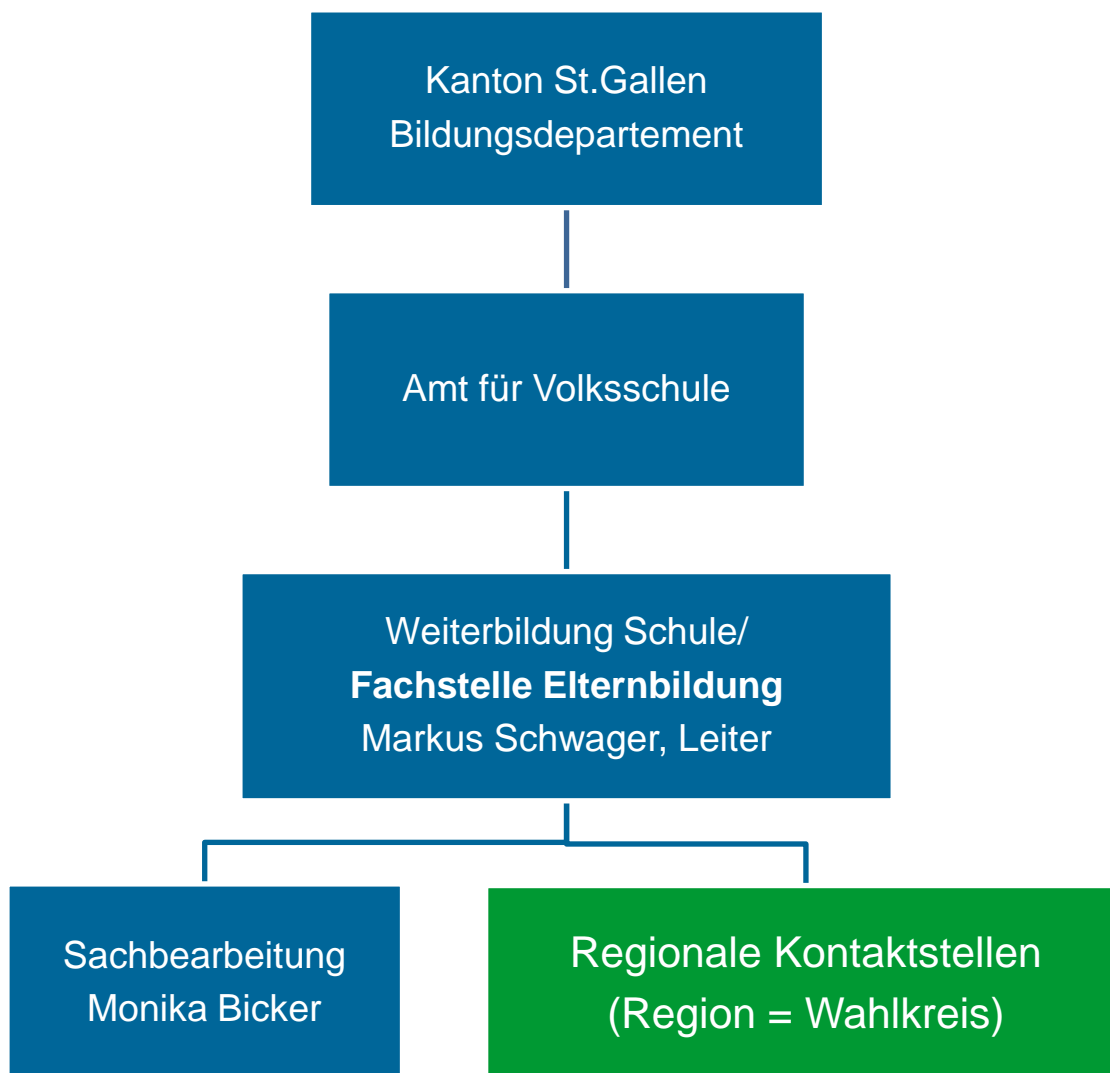 Kanton St.Gallen
Bildungsdepartement
Amt für Volksschule
Weiterbildung Schule/
Fachstelle Elternbildung
Markus Schwager, Leiter
Sachbearbeitung
Monika Bicker
Regionale Kontaktstellen
(Region = Wahlkreis)